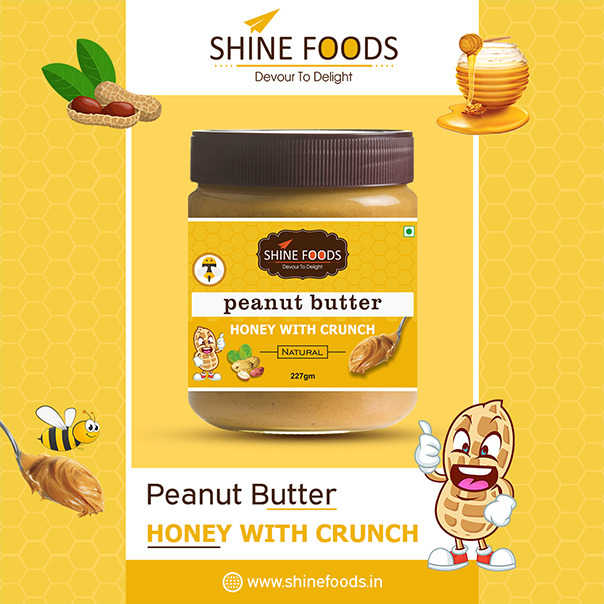 SHINE FOODS
Devour To Delight
SHINE FOODS
Devour To Delight
peanut butter
HONEY WITH CRUNCH
NATURAL
227gm
Peanut Butter
HONEY WITH CRUNCH
www.shinefoods.in